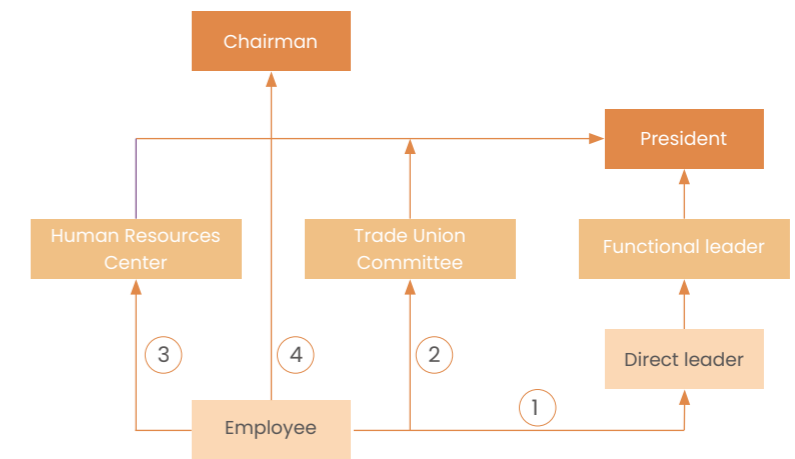 Chairman
President
Human Resources
Center
Trade Union
Committee
Functional leader
3
4
2
Direct leader
1
Employee